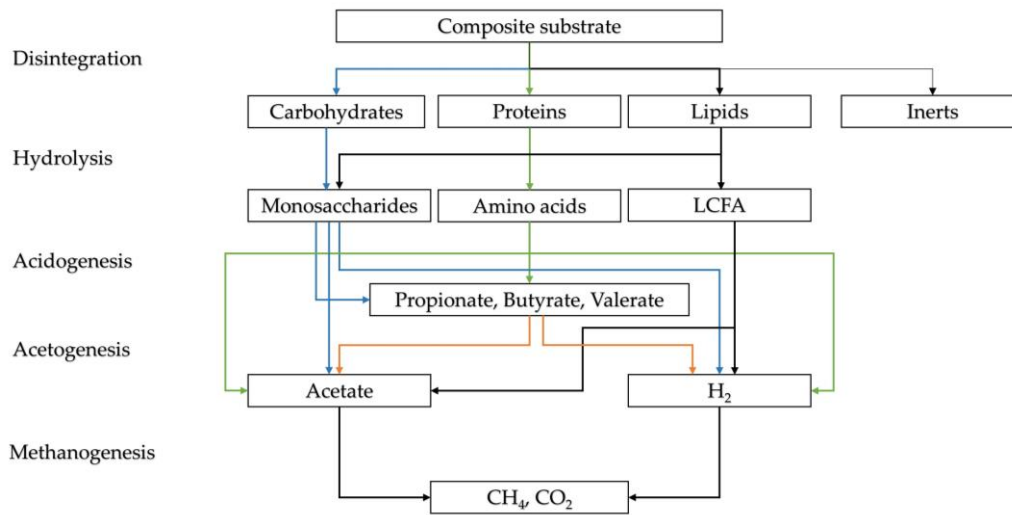 Composite substrate
Disintegration
Carbohydrates
Proteins
Lipids
Inerts
Hydrolysis
Monosaccharides
Amino acids
LCFA
Acidogenesis
Propionate, Butyrate, Valerate
Acetogenesis
Acetate
H₂
Methanogenesis
CH₄, CO₂